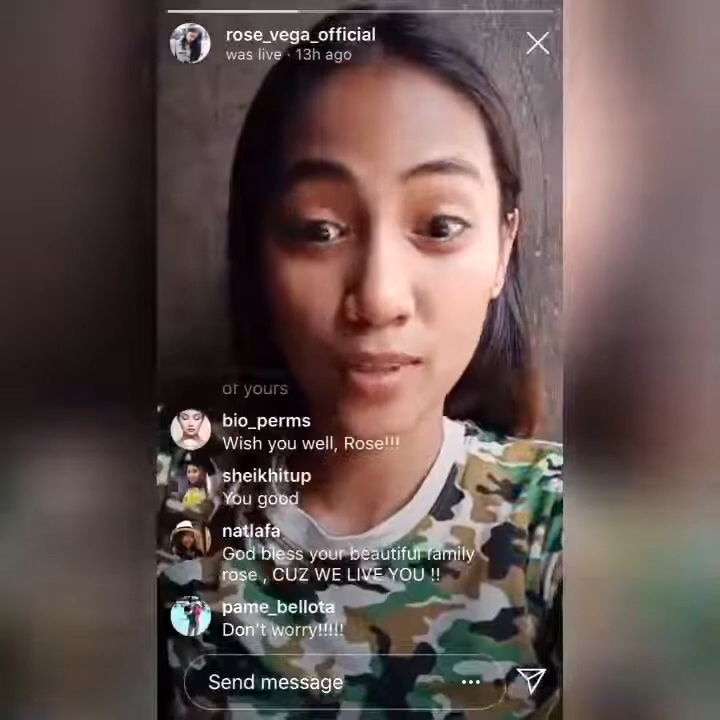 rose_vega_official
was live · 13h ago
of yours
bio_perms
Wish you well, Rose!!!
sheikhitup
You good
natlafa
God bless your beautiful family
rose , CUZ WE LIVE YOU !!
pame_bellota
Don't worry!!!!!
Send message